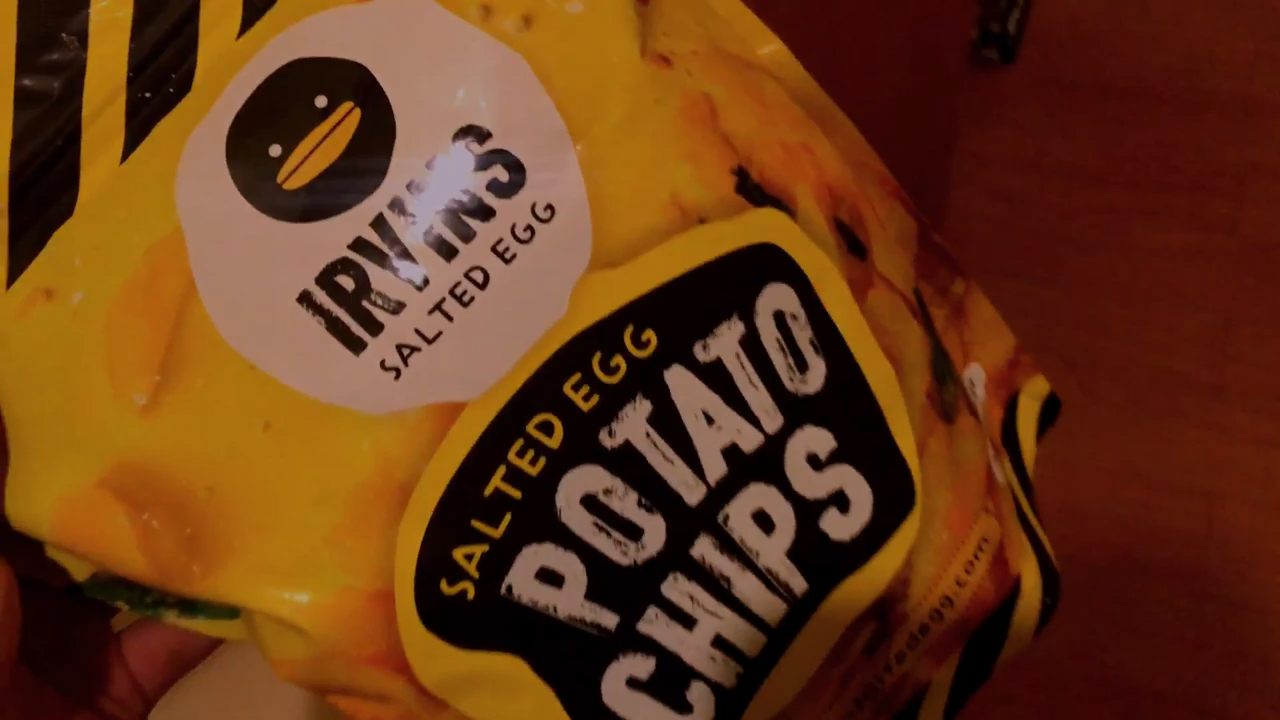 IRVINS
SALTED EGG
SALTED EGG
POTATO
CHIPS